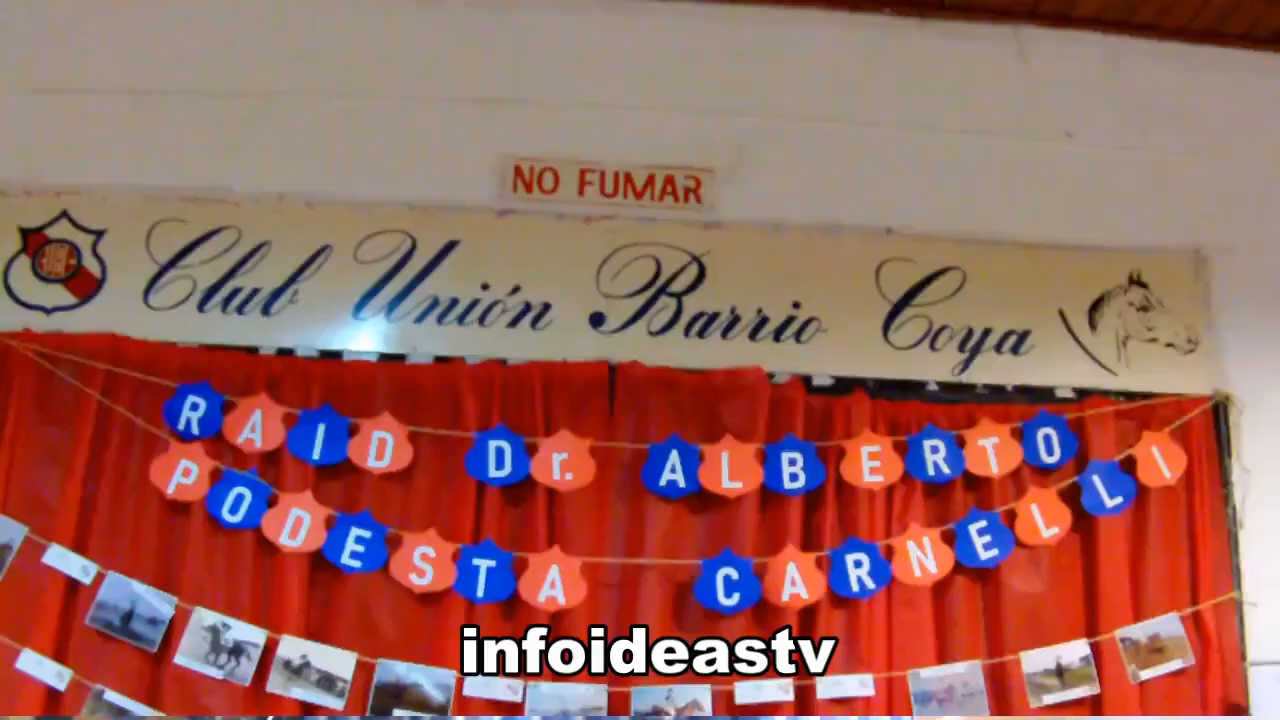 NO FUMAR
Club Unión Barrio Coya
RAID Dr. ALBERTO
PODESTA CARNELLI
infoideastv